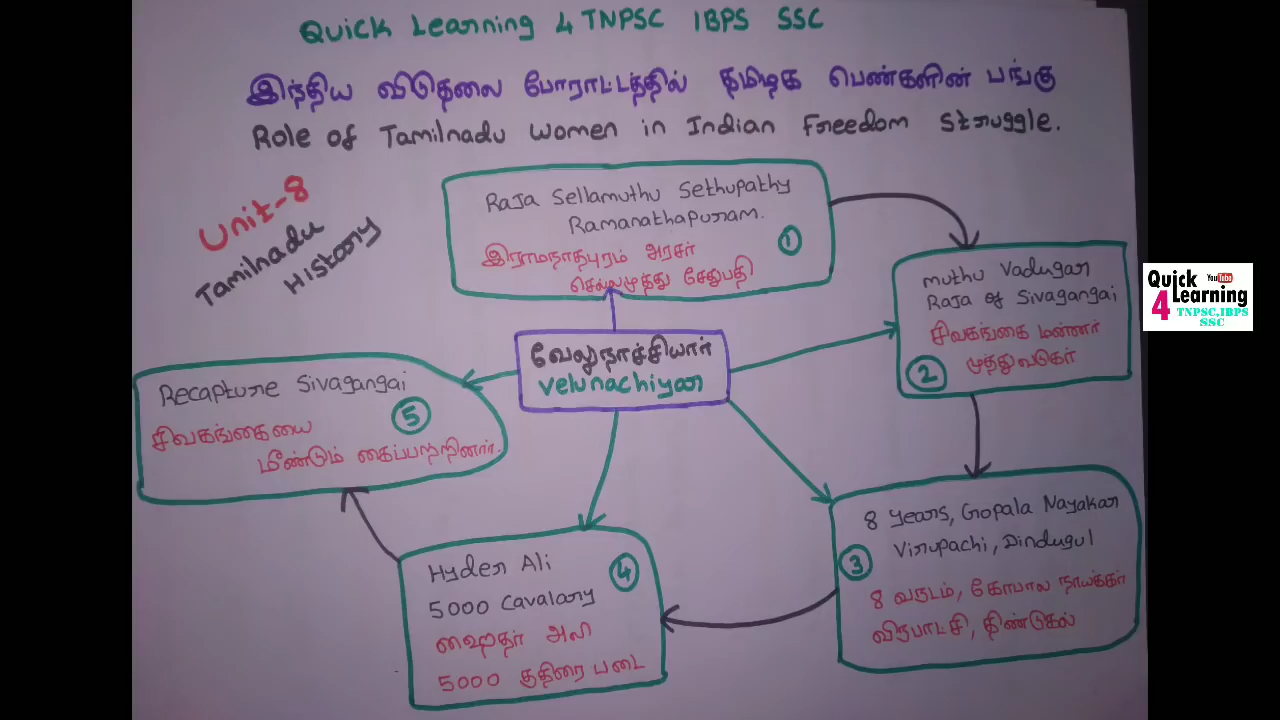 Quick Learning 4 TNPSC IBPS SSC
இந்திய விடுதலை போராட்டத்தில் தமிழக பெண்களின் பங்கு
Role of Tamilnadu Women in Indian Freedom Struggle.
Unit-8
Tamilnadu
History
Raja Sellamuthu Sethupathy
Ramanathapuram.
இராமநாதபுரம் அரசர்
செல்லமுத்து சேதுபதி
1
Muthu Vadugar
Raja of Sivagangai
சிவகங்கை மன்னர்
முத்துவடுகர்
2
வேலுநாச்சியார்
Velunachiyar
Recapture Sivagangai
சிவகங்கையை
மீண்டும் கைப்பற்றினார்.
5
8 Years, Gopala Nayakar
Virupachi, Dindugul
8 வருடம், கோபால நாயக்கர்
விருபாட்சி, திண்டுகல்
3
Hyder Ali
5000 Cavalary
ஹைதர் அலி
5000 குதிரை படை
4
Quick YouTube
4 Learning
TNPSC,IBPS
SSC